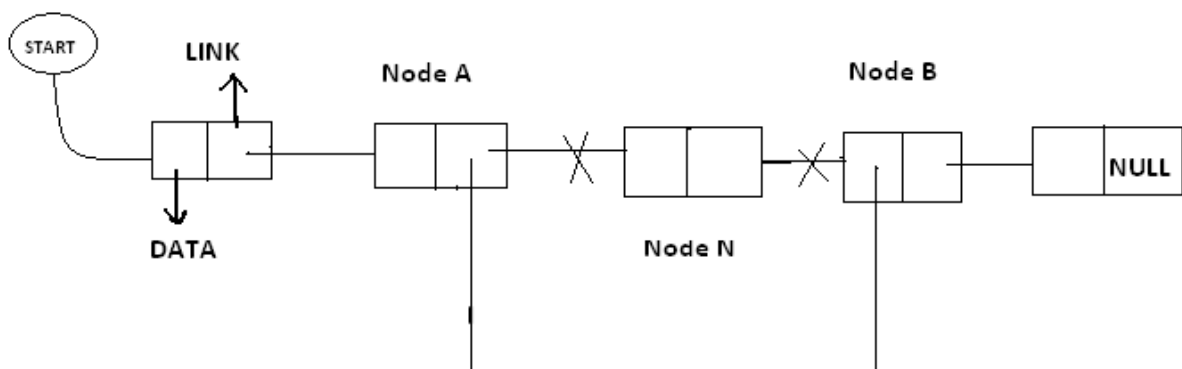 START
LINK
Node A
Node B
NULL
DATA
Node N